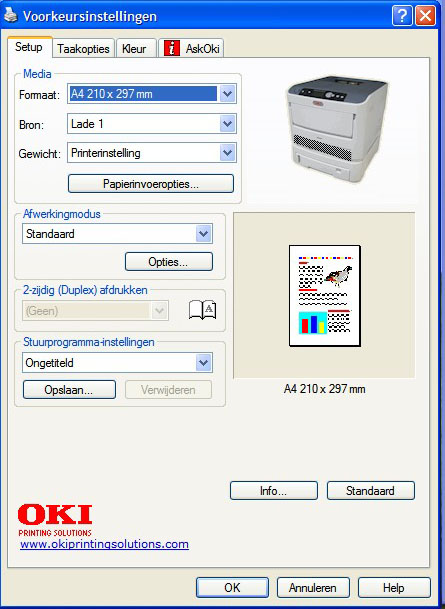 Voorkeursinstellingen
Setup Taakopties Kleur i AskOki
Media
Formaat: A4 210 x 297 mm
Bron: Lade 1
Gewicht: Printerinstelling
Papierinvoeropties...
Afwerkingmodus
Standaard
Opties...
2-zijdig (Duplex) afdrukken
(Geen)
A
Stuurprogramma-instellingen
Ongetiteld
Opslaan... Verwijderen
A4 210 x 297 mm
Info... Standaard
OKI
PRINTING SOLUTIONS
www.okiprintingsolutions.com
OK Annuleren Help